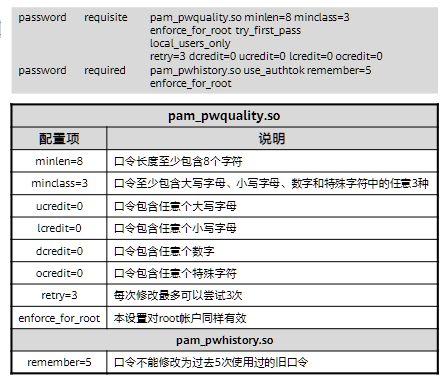 password requisite pam_pwquality.so minlen=8 minclass=3
enforce_for_root try_first_pass
local_users_only
retry=3 dcredit=0 ucredit=0 lcredit=0 ocredit=0
password required pam_pwhistory.so use_authtok remember=5
enforce_for_root
pam_pwquality.so
配置项 说明
minlen=8 口令长度至少包含8个字符
minclass=3 口令至少包含大写字母、小写字母、数字和特殊字符中的任意3种
ucredit=0 口令包含任意个大写字母
lcredit=0 口令包含任意个小写字母
dcredit=0 口令包含任意个数字
ocredit=0 口令包含任意个特殊字符
retry=3 每次修改最多可以尝试3次
enforce_for_root 本设置对root帐户同样有效
pam_pwhistory.so
remember=5 口令不能修改为过去5次使用过的旧口令